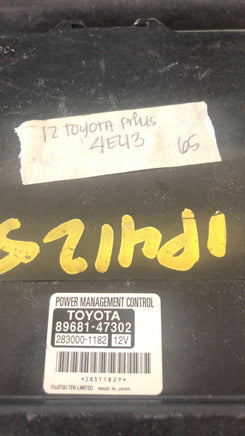 12 TOYOTA PRIUS
4E43 65
IP412S
POWER MANAGEMENT CONTROL
TOYOTA
89681-47302
283000-1182 12V
*2831182P*
FUJITSU TEN LIMITED MADE IN JAPAN